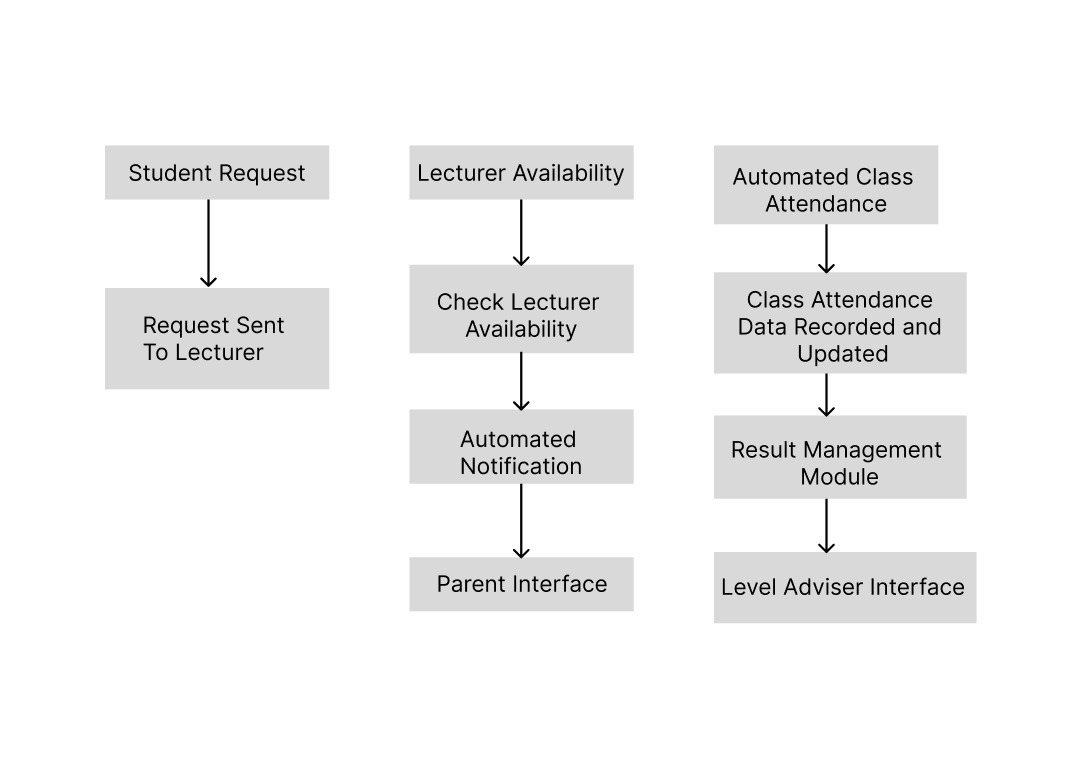 Student Request
Request Sent
To Lecturer
Lecturer Availability
Check Lecturer
Availability
Automated
Notification
Parent Interface
Automated Class
Attendance
Class Attendance
Data Recorded and
Updated
Result Management
Module
Level Adviser Interface